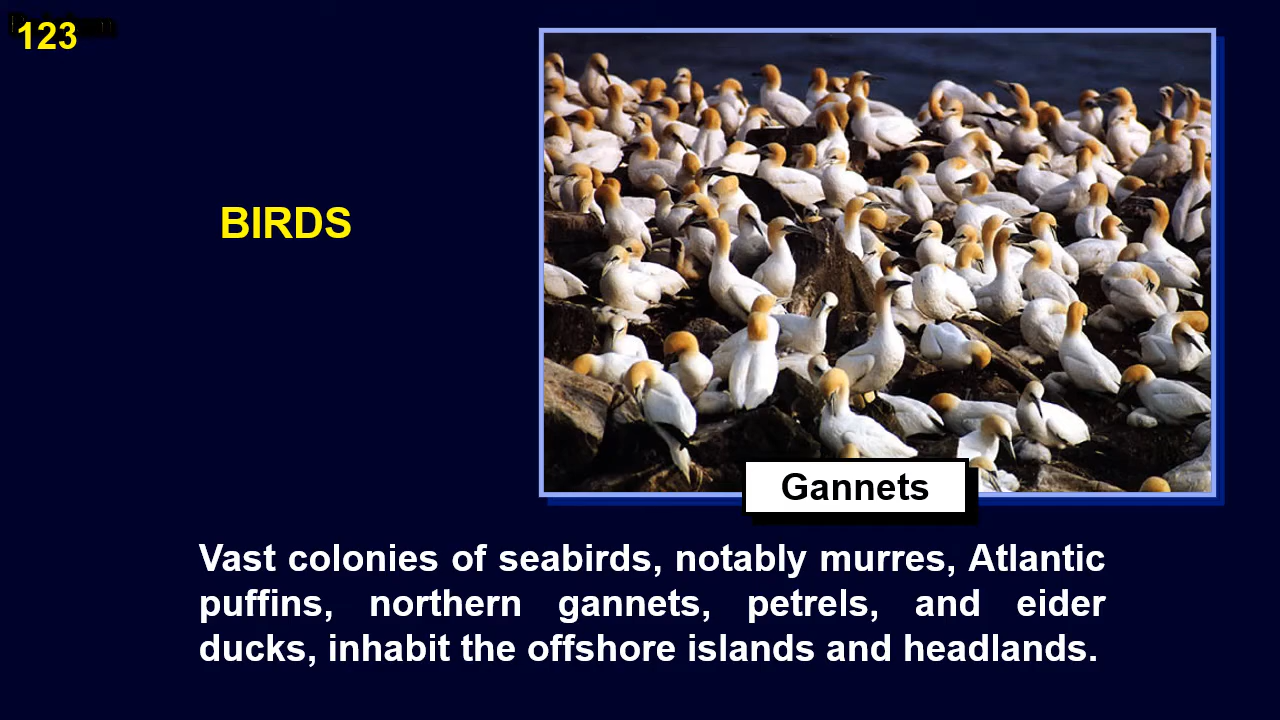 123
BIRDS
Gannets
Vast colonies of seabirds, notably murres, Atlantic
puffins, northern gannets, petrels, and eider
ducks, inhabit the offshore islands and headlands.